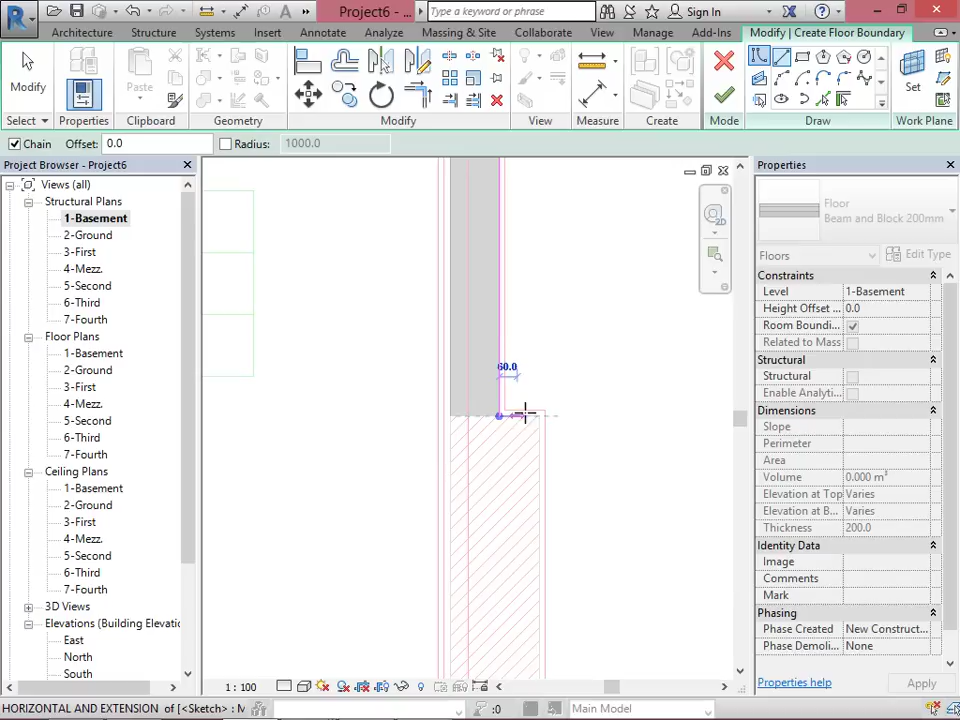 Project6 - ...
Type a keyword or phrase
Sign In
Architecture Structure Systems Insert Annotate Analyze Massing & Site Collaborate View Manage Add-Ins Modify | Create Floor Boundary
Modify
Paste
Set
Select Properties Clipboard Geometry Modify View Measure Create Mode Draw Work Plane
Chain Offset: 0.0 Radius: 1000.0
Project Browser - Project6
Views (all)
Structural Plans
1-Basement
2-Ground
3-First
4-Mezz.
5-Second
6-Third
7-Fourth
Floor Plans
1-Basement
2-Ground
3-First
4-Mezz.
5-Second
6-Third
7-Fourth
Ceiling Plans
1-Basement
2-Ground
3-First
4-Mezz.
5-Second
6-Third
7-Fourth
3D Views
Elevations (Building Elevatic
East
North
South
60.0
2D
Properties
Floor
Beam and Block 200mm
Floors
Edit Type
Constraints
Level 1-Basement
Height Offset ... 0.0
Room Boundi...
Related to Mass
Structural
Structural
Enable Analyti...
Dimensions
Slope
Perimeter
Area
Volume 0.000 m³
Elevation at Top Varies
Elevation at B... Varies
Thickness 200.0
Identity Data
Image
Comments
Mark
Phasing
Phase Created New Construct...
Phase Demoli... None
Properties help
Apply
1 : 100
HORIZONTAL AND EXTENSION of [<Sketch> : M
:0
Main Model